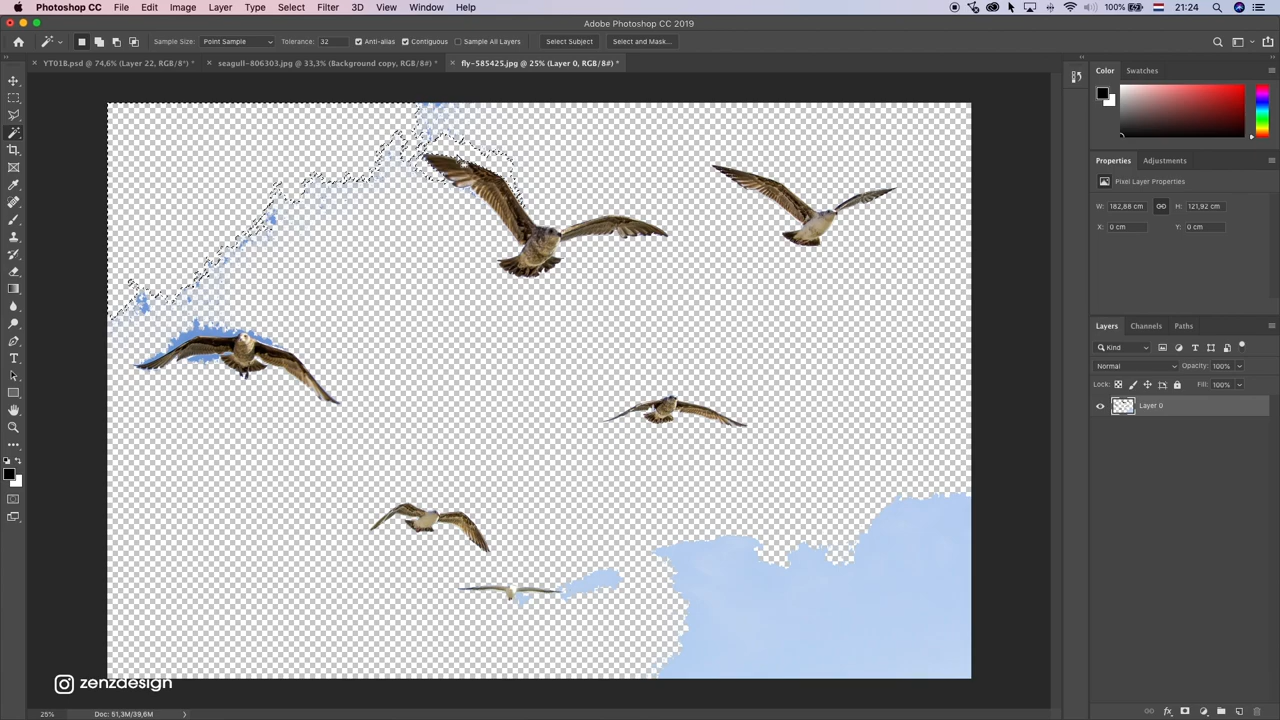 Photoshop CC File Edit Image Layer Type Select Filter 3D View Window Help 100% 21:24
Adobe Photoshop CC 2019
Sample Size: Point Sample Tolerance: 32 Anti-alias Contiguous Sample All Layers Select Subject Select and Mask...
YT01B.psd @ 74,6% (Layer 22, RGB/8*) * seagull-806303.jpg @ 33,3% (Background copy, RGB/8#) * fly-585425.jpg @ 25% (Layer 0, RGB/8#) *
Color Swatches
Properties Adjustments
Pixel Layer Properties
W: 182,88 cm H: 121,92 cm
X: 0 cm Y: 0 cm
Layers Channels Paths
Kind
Normal Opacity: 100%
Lock: Fill: 100%
Layer 0
zenzdesign
25% Doc: 51,3M/39,6M